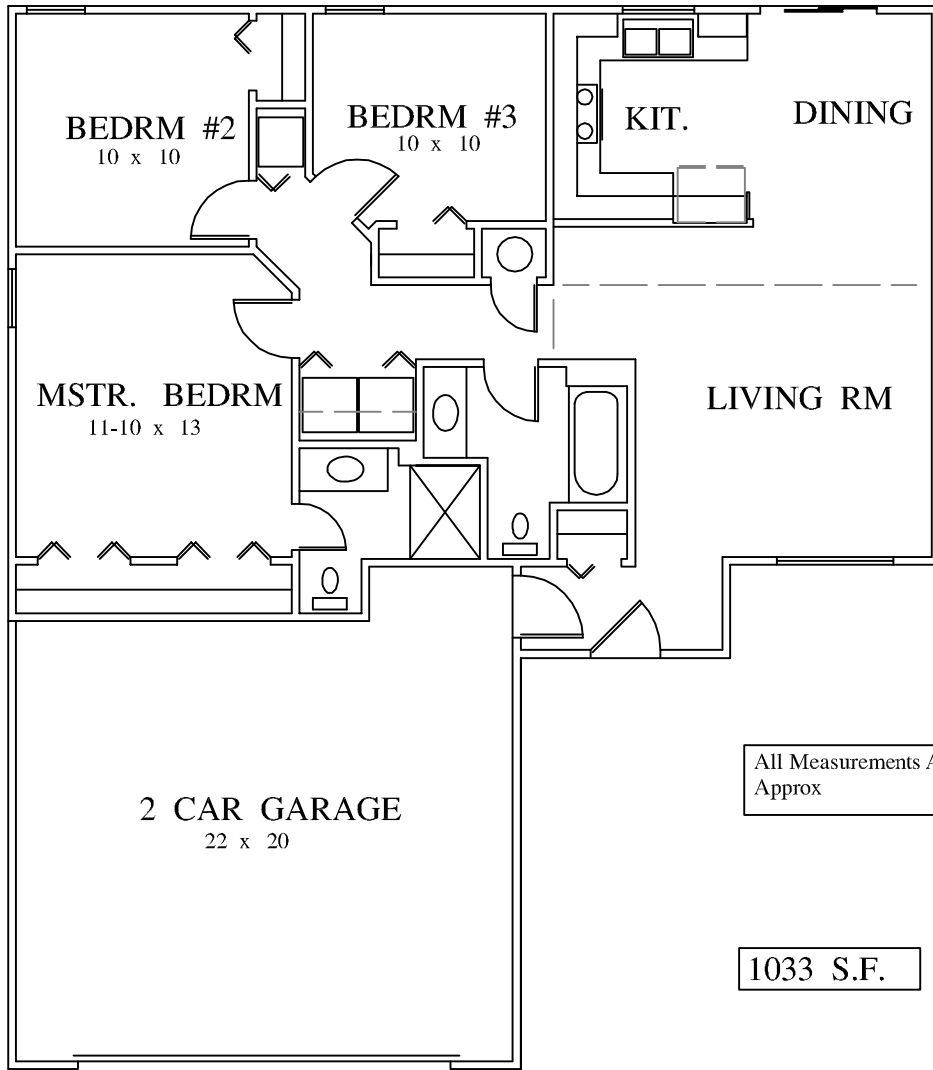 BEDRM #2
10 x 10
BEDRM #3
10 x 10
KIT.
DINING
MSTR. BEDRM
11-10 x 13
LIVING RM
All Measurements A
Approx
2 CAR GARAGE
22 x 20
1033 S.F.